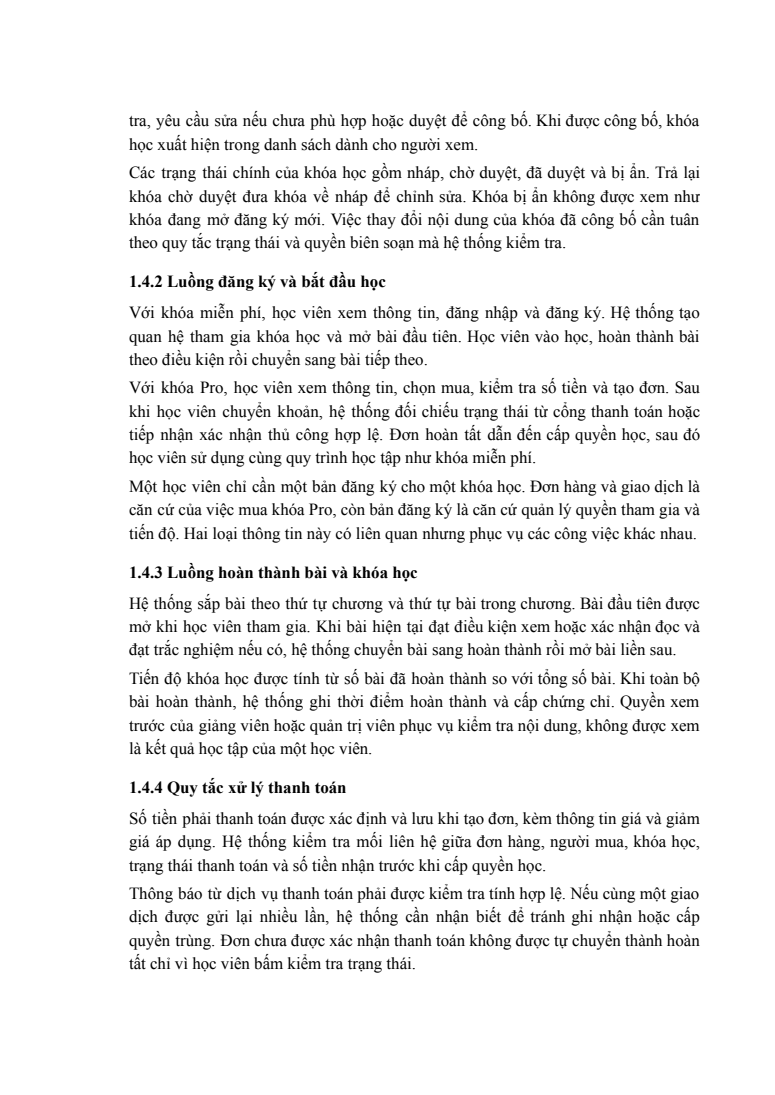 tra, yêu cầu sửa nếu chưa phù hợp hoặc duyệt để công bố. Khi được công bố, khóa
học xuất hiện trong danh sách dành cho người xem.
Các trạng thái chính của khóa học gồm nháp, chờ duyệt, đã duyệt và bị ẩn. Trả lại
khóa chờ duyệt đưa khóa về nháp để chỉnh sửa. Khóa bị ẩn không được xem như
khóa đang mở đăng ký mới. Việc thay đổi nội dung của khóa đã công bố cần tuân
theo quy tắc trạng thái và quyền biên soạn mà hệ thống kiểm tra.
1.4.2 Luồng đăng ký và bắt đầu học
Với khóa miễn phí, học viên xem thông tin, đăng nhập và đăng ký. Hệ thống tạo
quan hệ tham gia khóa học và mở bài đầu tiên. Học viên vào học, hoàn thành bài
theo điều kiện rồi chuyển sang bài tiếp theo.
Với khóa Pro, học viên xem thông tin, chọn mua, kiểm tra số tiền và tạo đơn. Sau
khi học viên chuyển khoản, hệ thống đối chiếu trạng thái từ cổng thanh toán hoặc
tiếp nhận xác nhận thủ công hợp lệ. Đơn hoàn tất dẫn đến cấp quyền học, sau đó
học viên sử dụng cùng quy trình học tập như khóa miễn phí.
Một học viên chỉ cần một bản đăng ký cho một khóa học. Đơn hàng và giao dịch là
căn cứ của việc mua khóa Pro, còn bản đăng ký là căn cứ quản lý quyền tham gia và
tiến độ. Hai loại thông tin này có liên quan nhưng phục vụ các công việc khác nhau.
1.4.3 Luồng hoàn thành bài và khóa học
Hệ thống sắp bài theo thứ tự chương và thứ tự bài trong chương. Bài đầu tiên được
mở khi học viên tham gia. Khi bài hiện tại đạt điều kiện xem hoặc xác nhận đọc và
đạt trắc nghiệm nếu có, hệ thống chuyển bài sang hoàn thành rồi mở bài liền sau.
Tiến độ khóa học được tính từ số bài đã hoàn thành so với tổng số bài. Khi toàn bộ
bài hoàn thành, hệ thống ghi thời điểm hoàn thành và cấp chứng chỉ. Quyền xem
trước của giảng viên hoặc quản trị viên phục vụ kiểm tra nội dung, không được xem
là kết quả học tập của một học viên.
1.4.4 Quy tắc xử lý thanh toán
Số tiền phải thanh toán được xác định và lưu khi tạo đơn, kèm thông tin giá và giảm
giá áp dụng. Hệ thống kiểm tra mối liên hệ giữa đơn hàng, người mua, khóa học,
trạng thái thanh toán và số tiền nhận trước khi cấp quyền học.
Thông báo từ dịch vụ thanh toán phải được kiểm tra tính hợp lệ. Nếu cùng một giao
dịch được gửi lại nhiều lần, hệ thống cần nhận biết để tránh ghi nhận hoặc cấp
quyền trùng. Đơn chưa được xác nhận thanh toán không được tự chuyển thành hoàn
tất chỉ vì học viên bấm kiểm tra trạng thái.